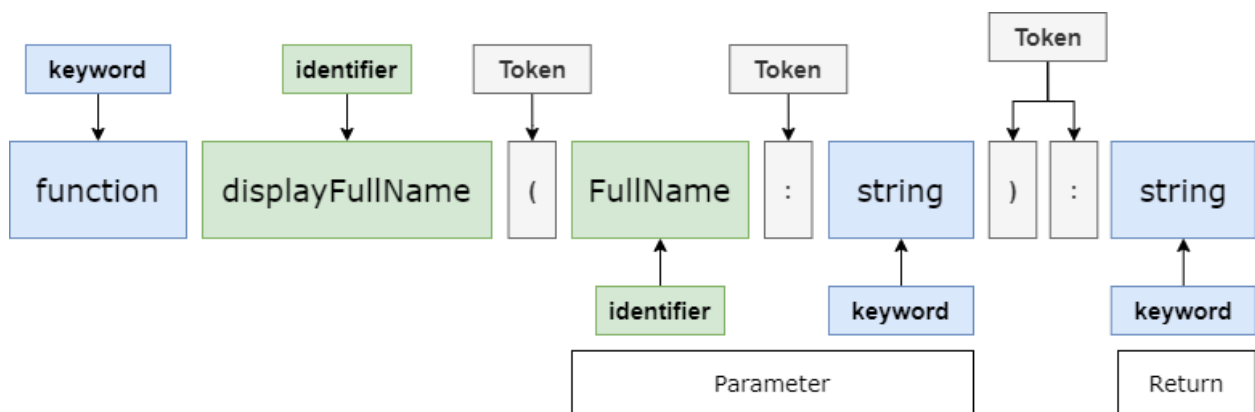 Token
keyword identifier Token Token
function displayFullName ( FullName : string ) : string
identifier keyword keyword
Parameter Return